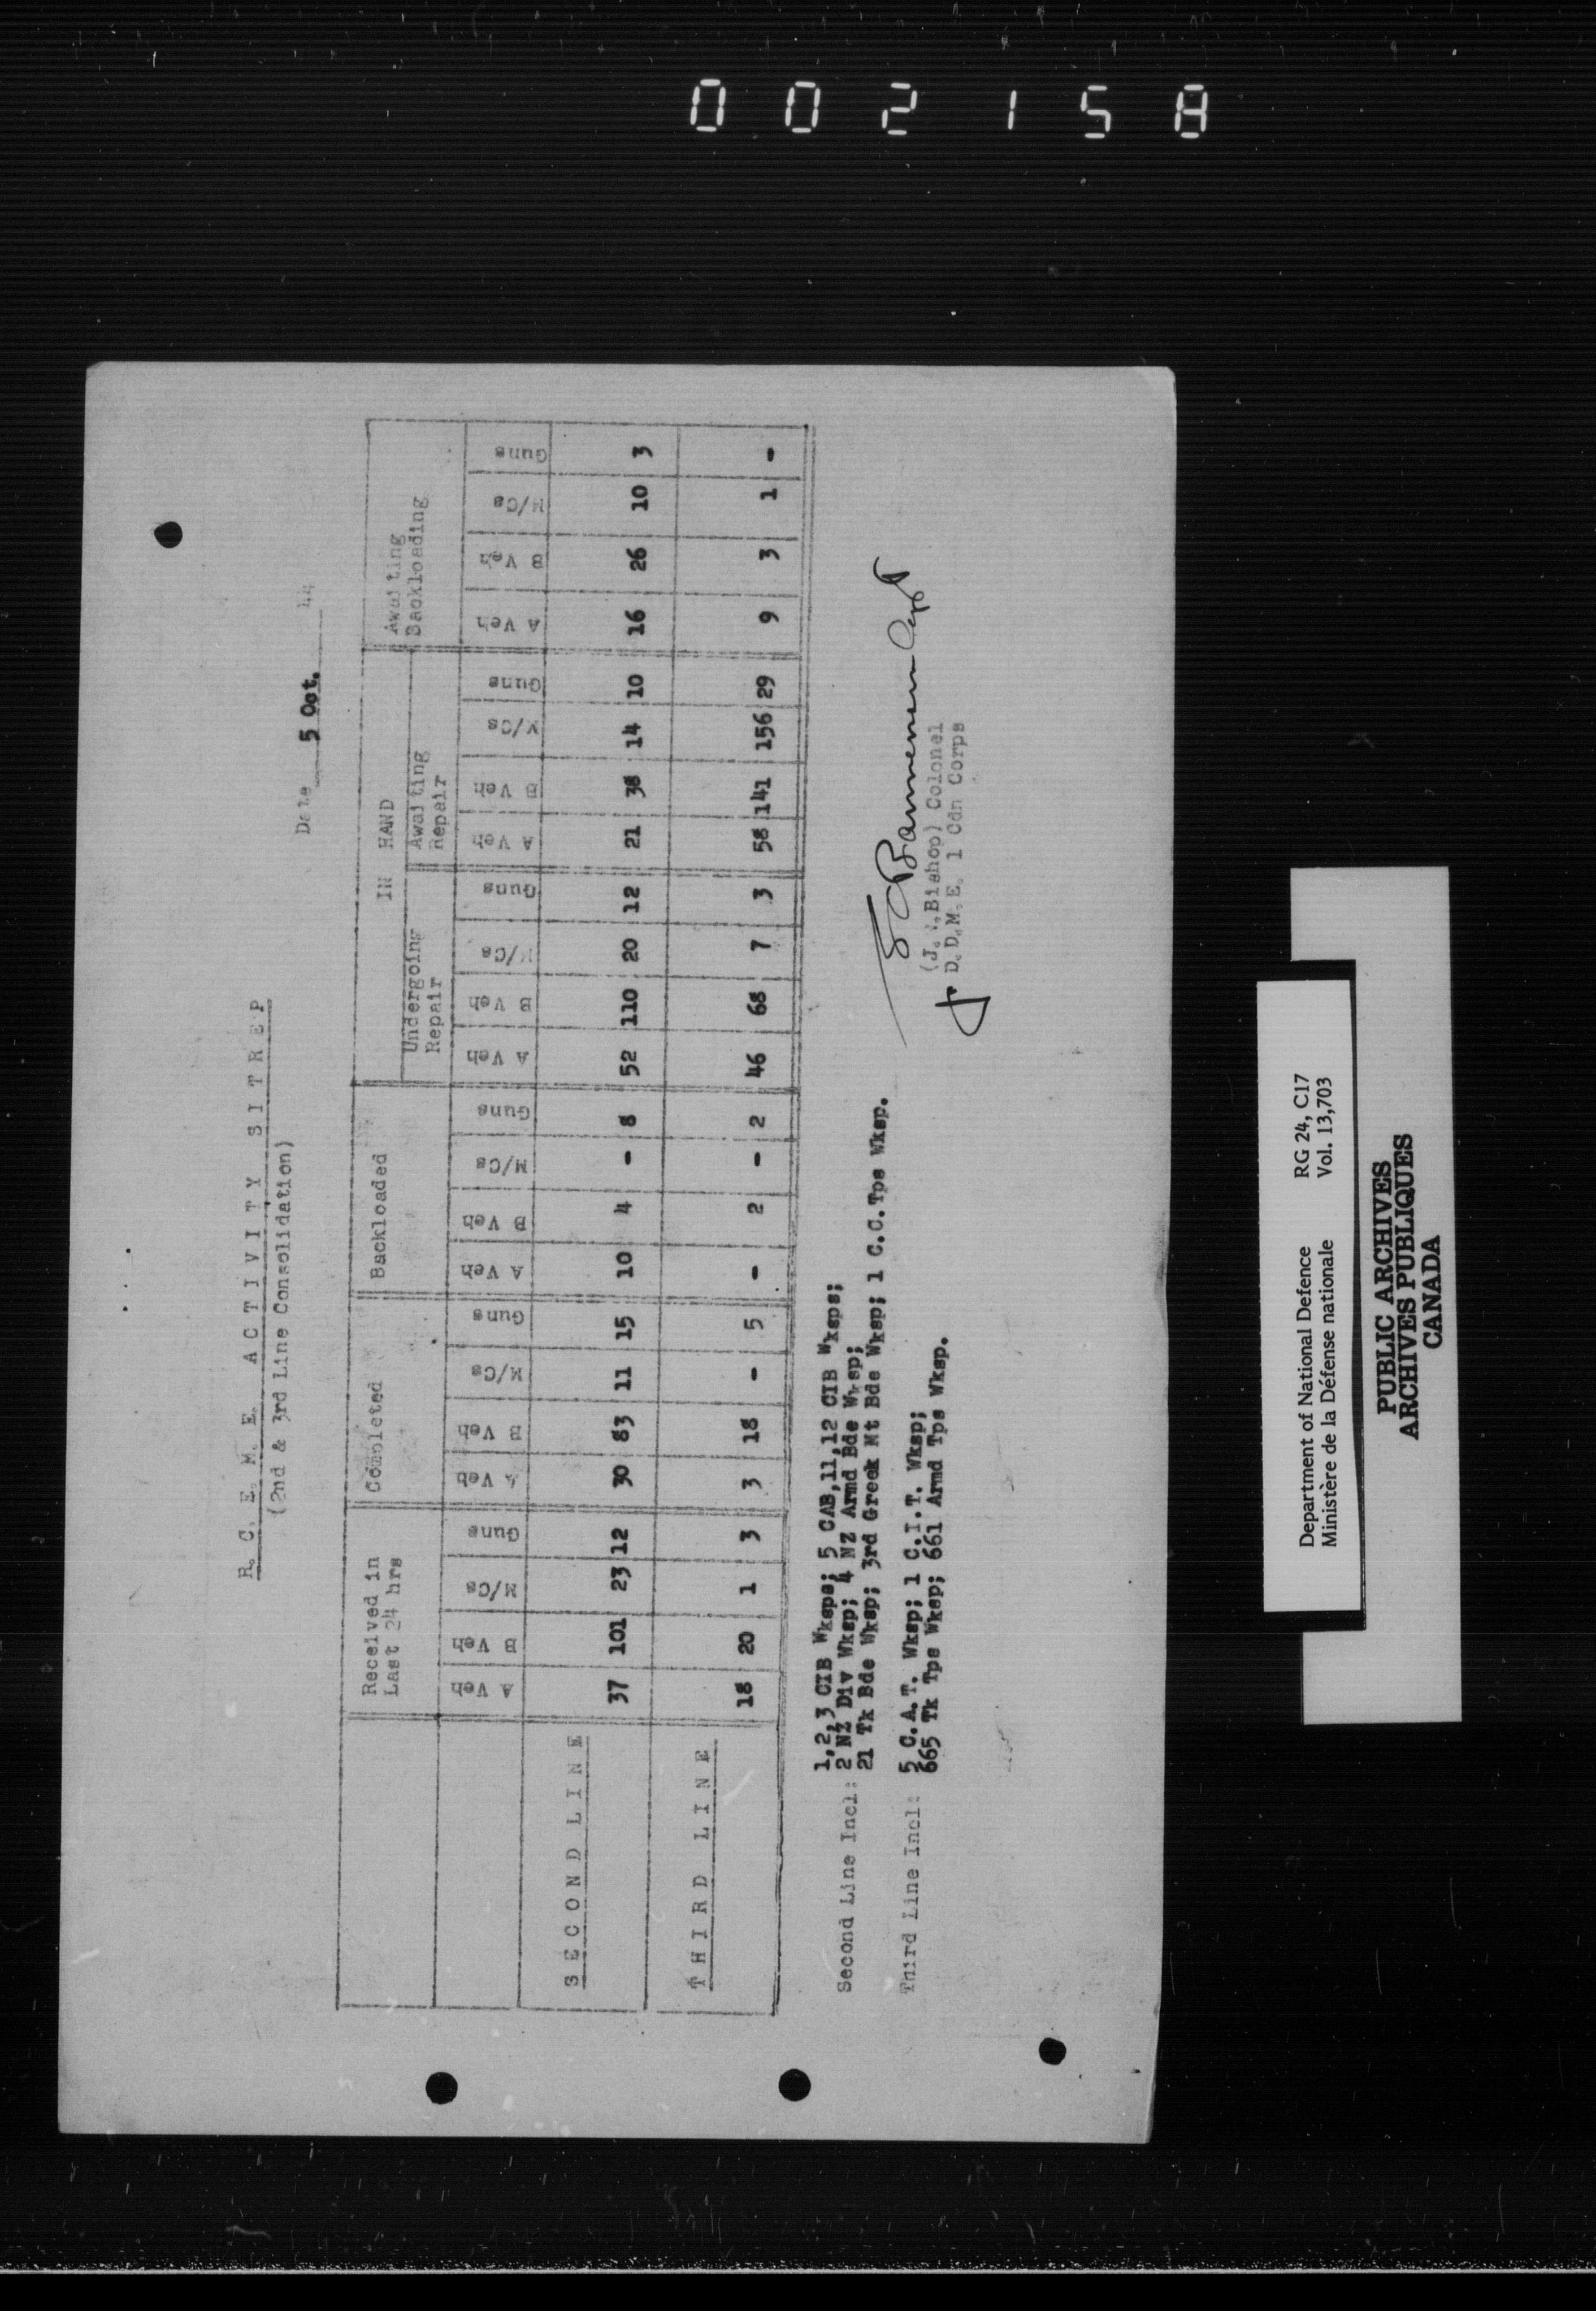 002158
R. C. E. M. E. ACTIVITY SITREP
(2nd & 3rd Line Consolidation)
Date 5 Oct. 44
Received in Last 24 hrs | Completed | Backloaded | IN HAND | Awaiting Backloading
Undergoing Repair | Awaiting Repair
A Veh | B Veh | M/Cs | Guns | A Veh | B Veh | M/Cs | Guns | A Veh | B Veh | M/Cs | Guns | A Veh | B Veh | M/Cs | Guns | A Veh | B Veh | M/Cs | Guns | A Veh | B Veh | M/Cs | Guns
SECOND LINE | 37 | 101 | 23 | 12 | 30 | 83 | 11 | 15 | 10 | 4 | - | 8 | 52 | 110 | 20 | 12 | 21 | 38 | 14 | 10 | 16 | 26 | 10 | 3
THIRD LINE | 18 | 20 | 1 | 3 | 3 | 18 | - | 5 | - | 2 | - | 2 | 46 | 68 | 7 | 3 | 58 | 141 | 156 | 29 | 9 | 3 | 1 | -
Second Line Incl: 1,2,3 CIB Wksps; 5 CAB,11,12 CIB Wksps;
2 NZ Div Wksp; 4 NZ Armd Bde Wksp;
21 Tk Bde Wksp; 3rd Greek Mt Bde Wksp; 1 C.C.Tps Wksp.
Third Line Incl: 5 C.A.T. Wksp; 1 C.I.T. Wksp;
665 Tk Tps Wksp; 661 Armd Tps Wksp.
(J.V.Bishop) Colonel
D.D.M.E. 1 Cdn Corps
Department of National Defence RG 24, C17
Ministère de la Défense nationale Vol. 13,703
PUBLIC ARCHIVES
ARCHIVES PUBLIQUES
CANADA